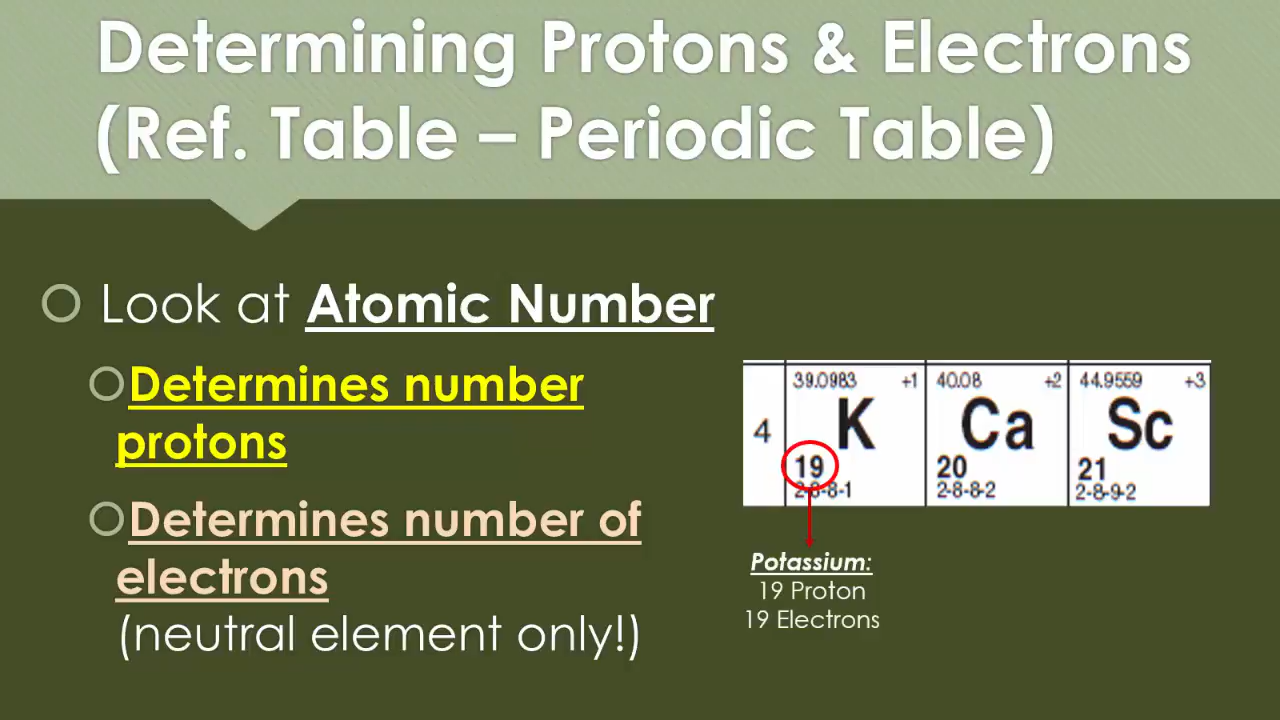 Determining Protons & Electrons
(Ref. Table – Periodic Table)
Look at Atomic Number
Determines number
protons
Determines number of
electrons
(neutral element only!)
4
39.0983 +1
K
19
2-8-8-1
40.08 +2
Ca
20
2-8-8-2
44.9559 +3
Sc
21
2-8-9-2
Potassium:
19 Proton
19 Electrons